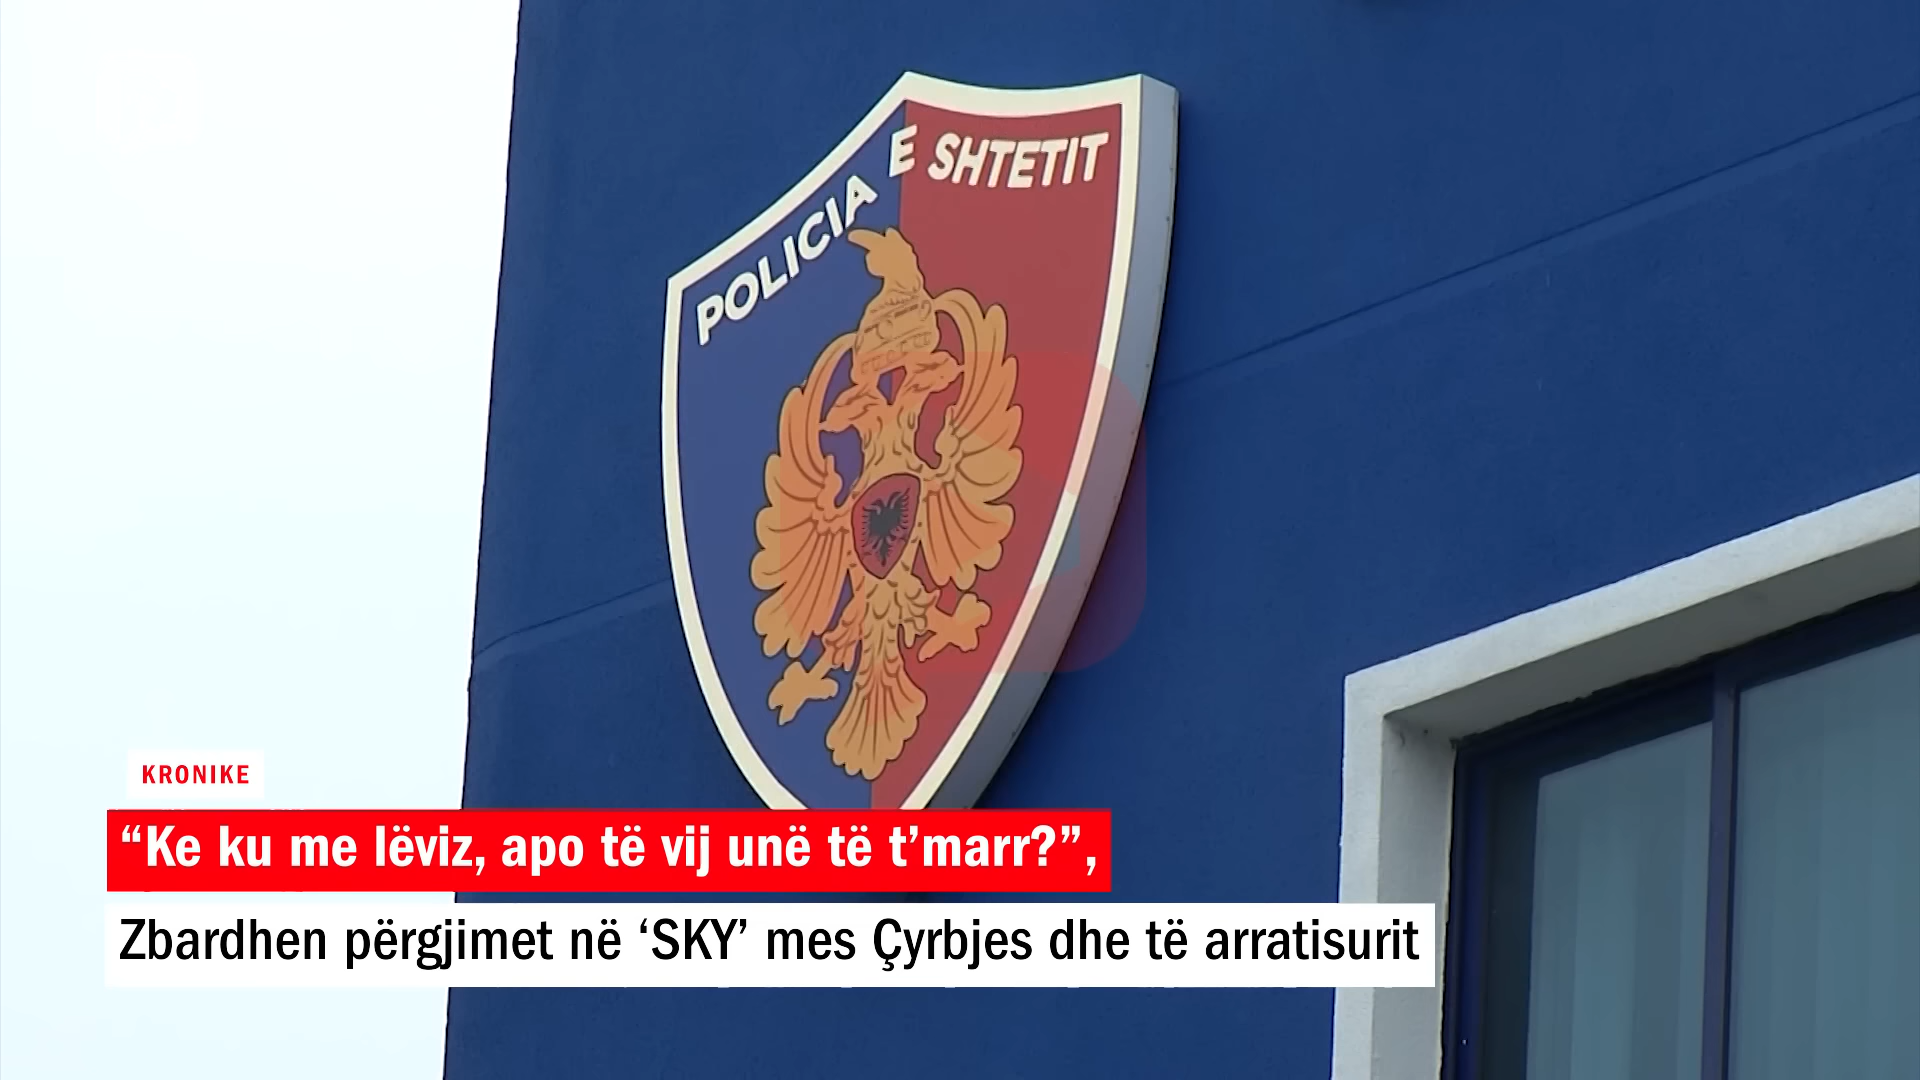 POLICIA E SHTETIT
KRONIKE
“Ke ku me lëviz, apo të vij unë të t’marr?”,
Zbardhen përgjimet në ‘SKY’ mes Çyrbjes dhe të arratisurit